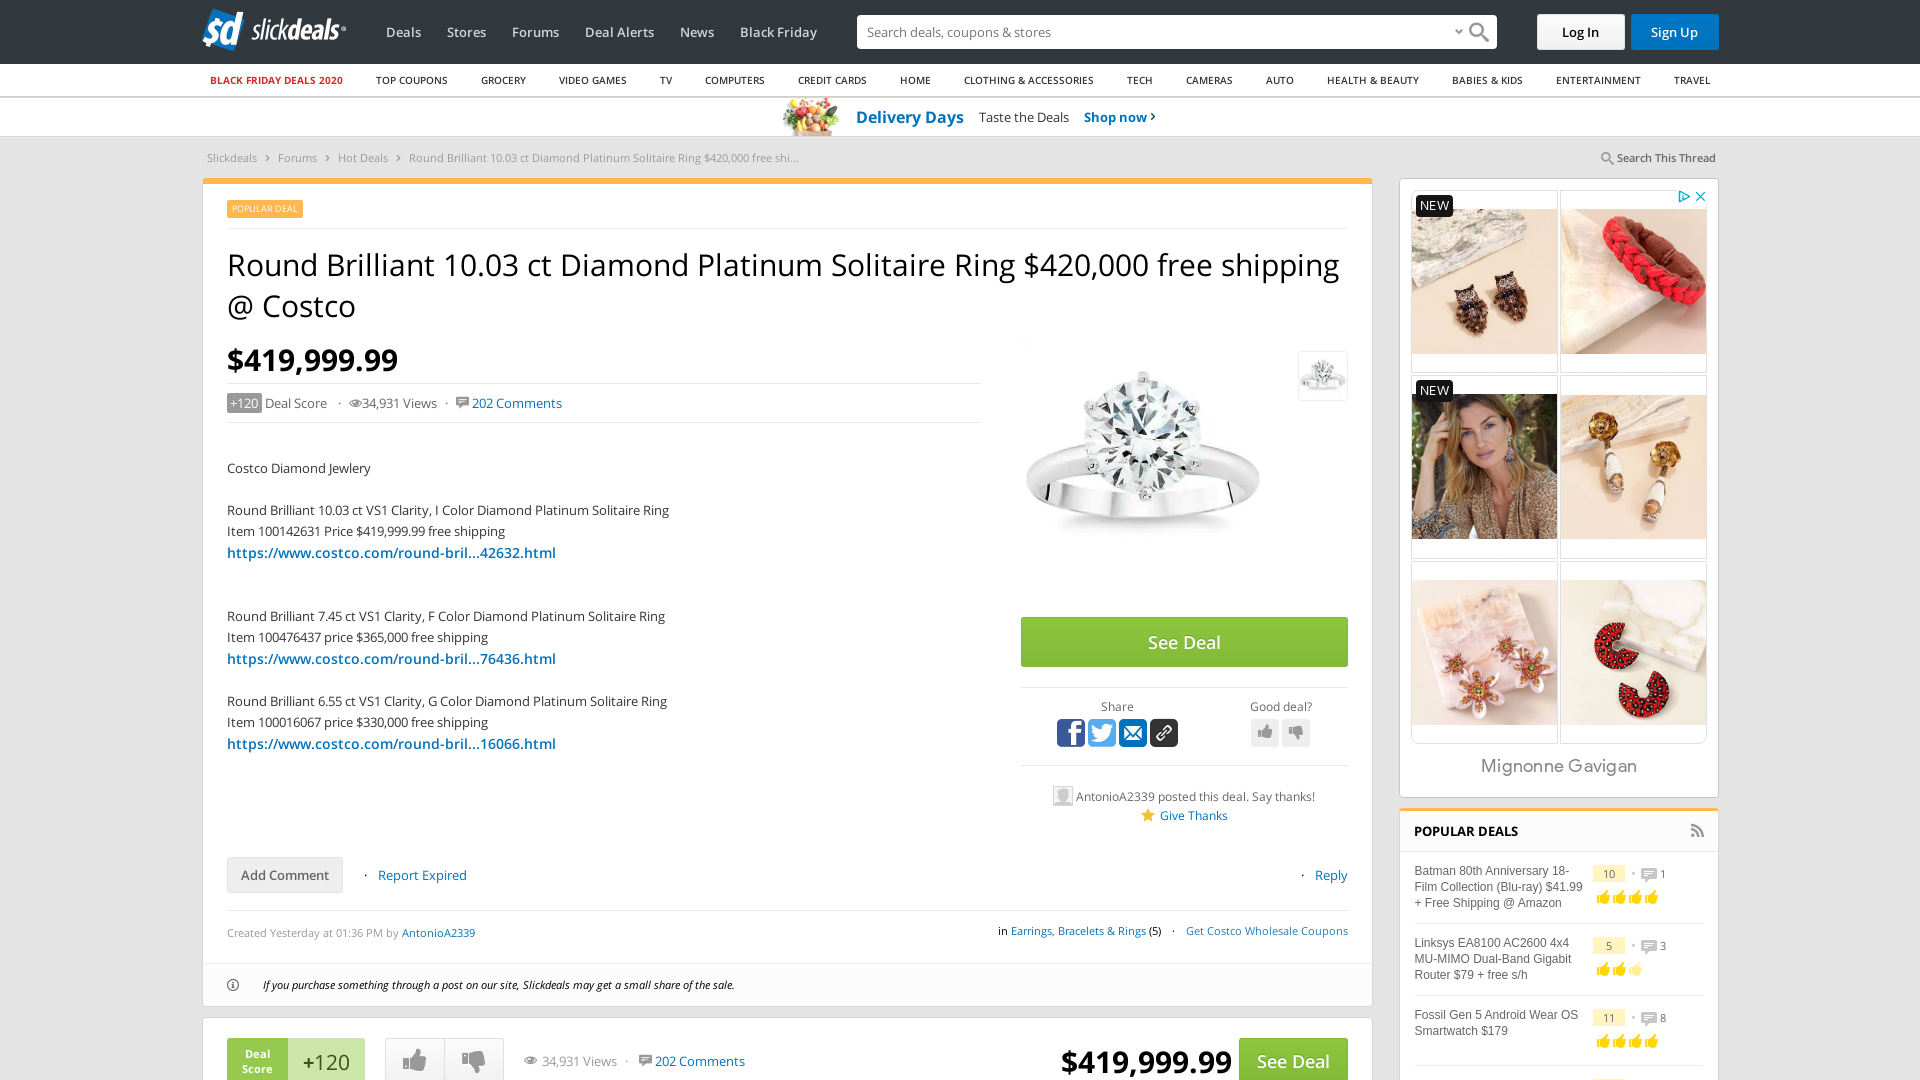 slickdeals
Deals
Stores
Forums
Deal Alerts
News
Black Friday
Search deals, coupons & stores
Log In
Sign Up
BLACK FRIDAY DEALS 2020
TOP COUPONS
GROCERY
VIDEO GAMES
TV
COMPUTERS
CREDIT CARDS
HOME
CLOTHING & ACCESSORIES
TECH
CAMERAS
AUTO
HEALTH & BEAUTY
BABIES & KIDS
ENTERTAINMENT
TRAVEL
Delivery Days Taste the Deals Shop now ›
Slickdeals › Forums › Hot Deals › Round Brilliant 10.03 ct Diamond Platinum Solitaire Ring $420,000 free shi...
Search This Thread
POPULAR DEAL
Round Brilliant 10.03 ct Diamond Platinum Solitaire Ring $420,000 free shipping
@ Costco
$419,999.99
+120 Deal Score · 34,931 Views · 202 Comments
Costco Diamond Jewlery
Round Brilliant 10.03 ct VS1 Clarity, I Color Diamond Platinum Solitaire Ring
Item 100142631 Price $419,999.99 free shipping
https://www.costco.com/round-bril...42632.html
Round Brilliant 7.45 ct VS1 Clarity, F Color Diamond Platinum Solitaire Ring
Item 100476437 price $365,000 free shipping
https://www.costco.com/round-bril...76436.html
Round Brilliant 6.55 ct VS1 Clarity, G Color Diamond Platinum Solitaire Ring
Item 100016067 price $330,000 free shipping
https://www.costco.com/round-bril...16066.html
See Deal
Share
Good deal?
AntonioA2339 posted this deal. Say thanks!
Give Thanks
Add Comment · Report Expired
· Reply
Created Yesterday at 01:36 PM by AntonioA2339
in Earrings, Bracelets & Rings (5) · Get Costco Wholesale Coupons
If you purchase something through a post on our site, Slickdeals may get a small share of the sale.
Deal
Score
+120
34,931 Views · 202 Comments
$419,999.99
See Deal
NEW
NEW
Mignonne Gavigan
POPULAR DEALS
Batman 80th Anniversary 18-
Film Collection (Blu-ray) $41.99
+ Free Shipping @ Amazon
10 • 1
Linksys EA8100 AC2600 4x4
MU-MIMO Dual-Band Gigabit
Router $79 + free s/h
5 • 3
Fossil Gen 5 Android Wear OS
Smartwatch $179
11 • 8